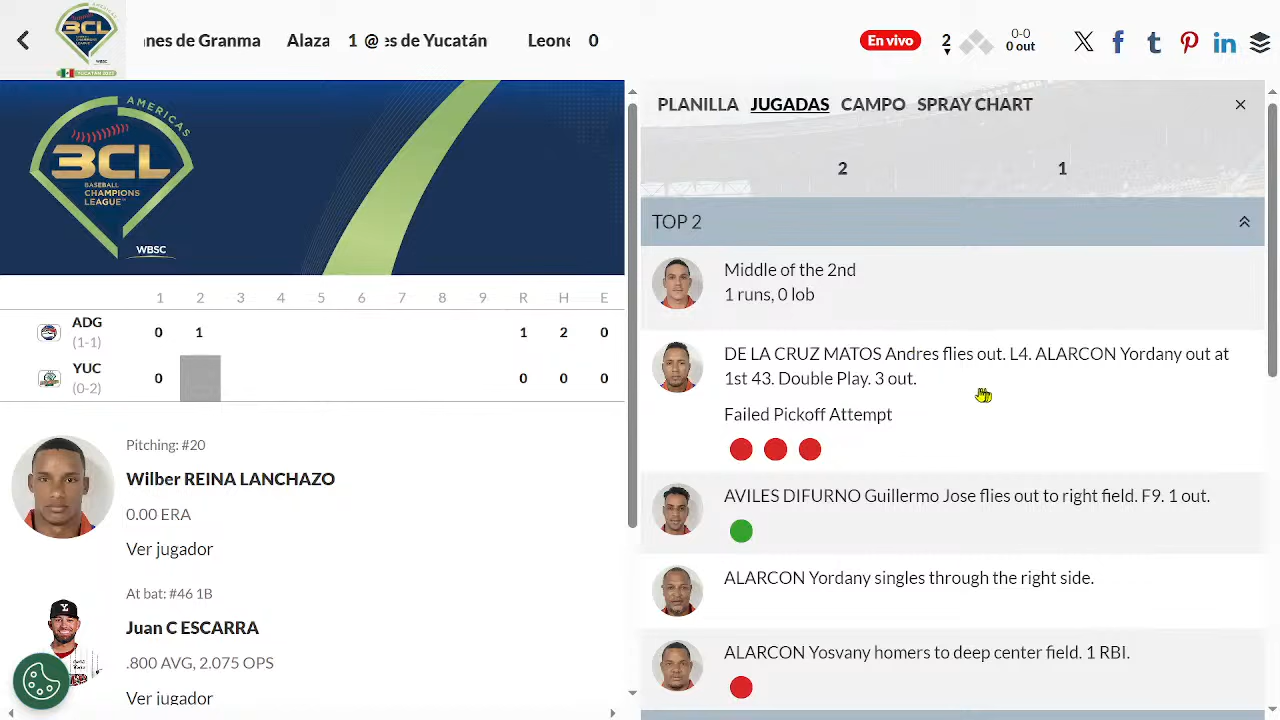 AMERICAS
3CL
BASEBALL
CHAMPIONS
LEAGUE
WBSC
YUCATÁN
nes de Granma Alaza 1 @ es de Yucatán Leone 0
En vivo
2 0-0
0 out
AMERICAS
3CL
BASEBALL
CHAMPIONS
LEAGUE™
WBSC
1 2 3 4 5 6 7 8 9 R H E
ADG 0 1 1 2 0
(1-1)
YUC 0 0 0 0
(0-2)
Pitching: #20
Wilber REINA LANCHAZO
0.00 ERA
Ver jugador
At bat: #46 1B
Juan C ESCARRA
.800 AVG, 2.075 OPS
Ver jugador
PLANILLA JUGADAS CAMPO SPRAY CHART
2 1
TOP 2
Middle of the 2nd
1 runs, 0 lob
DE LA CRUZ MATOS Andres flies out. L4. ALARCON Yordany out at
1st 43. Double Play. 3 out.
Failed Pickoff Attempt
AVILES DIFURNO Guillermo Jose flies out to right field. F9. 1 out.
ALARCON Yordany singles through the right side.
ALARCON Yosvany homers to deep center field. 1 RBI.